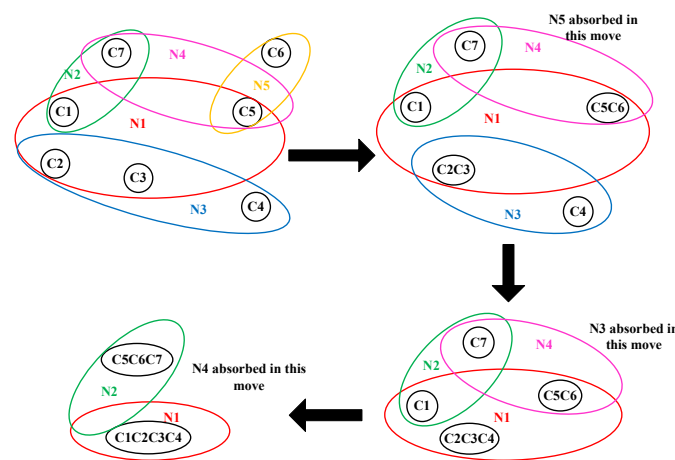 C7
N4
C6
N2
N5
C1
N1
C5
C2
C3
N3
C4
N5 absorbed in
this move
C7
N4
N2
C1
C5C6
N1
C2C3
N3
C4
N3 absorbed in
this move
C7
N4
N2
C5C6
C1
N1
C2C3C4
N4 absorbed in this
move
C5C6C7
N2
N1
C1C2C3C4